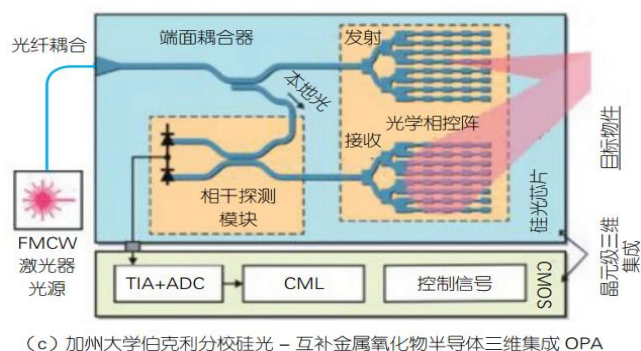 光纤耦合
端面耦合器
发射
本地光
光学相控阵
接收
相干探测
模块
目标物件
硅光芯片
FMCW
激光器
光源
TIA+ADC
CML
控制信号
CMOS
晶元级三维
集成
（c）加州大学伯克利分校硅光 – 互补金属氧化物半导体三维集成 OPA